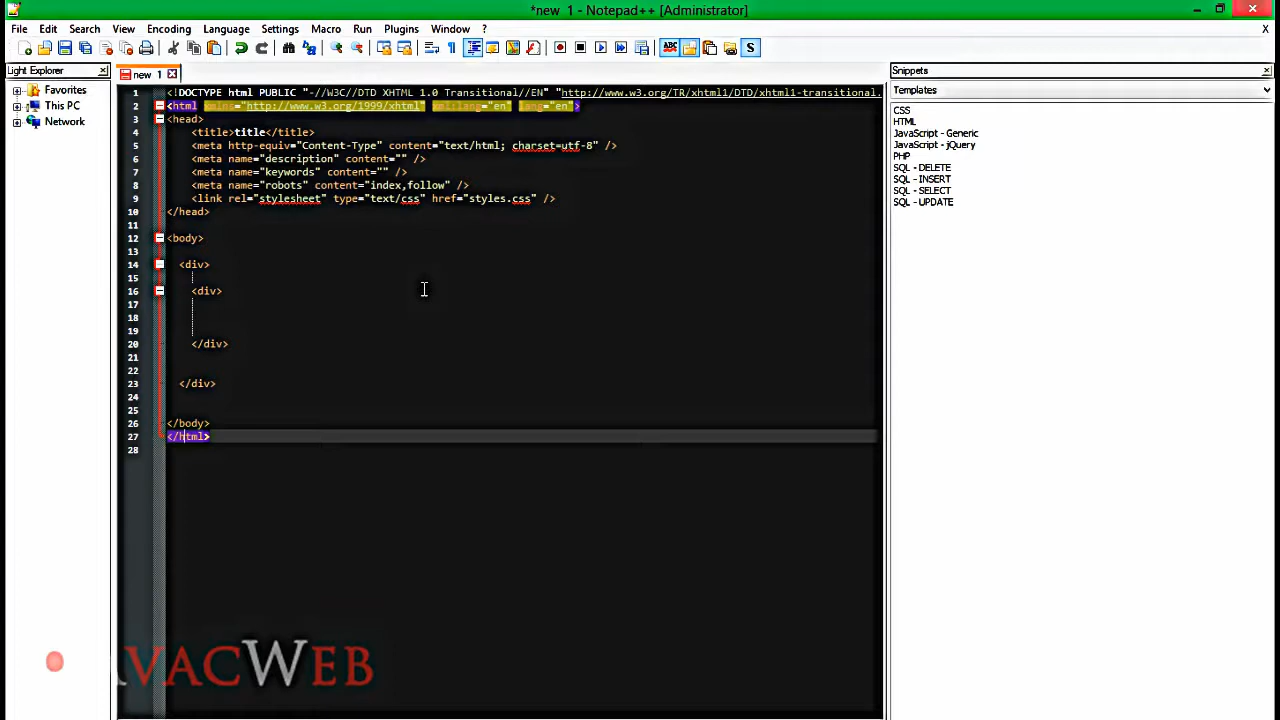 *new 1 - Notepad++ [Administrator]
File Edit Search View Encoding Language Settings Macro Run Plugins Window ? X
Light Explorer
new 1
Snippets
Favorites
This PC
Network
Templates
CSS
HTML
JavaScript - Generic
JavaScript - jQuery
PHP
SQL - DELETE
SQL - INSERT
SQL - SELECT
SQL - UPDATE
1 <!DOCTYPE html PUBLIC "-//W3C//DTD XHTML 1.0 Transitional//EN" "http://www.w3.org/TR/xhtml1/DTD/xhtml1-transitional.
2 <html xmlns="http://www.w3.org/1999/xhtml" xml:lang="en" lang="en">
3 <head>
4 <title>title</title>
5 <meta http-equiv="Content-Type" content="text/html; charset=utf-8" />
6 <meta name="description" content="" />
7 <meta name="keywords" content="" />
8 <meta name="robots" content="index,follow" />
9 <link rel="stylesheet" type="text/css" href="styles.css" />
10 </head>
11
12 <body>
13
14 <div>
15
16 <div>
17
18
19
20 </div>
21
22
23 </div>
24
25
26 </body>
27 </html>
28
VACWEB